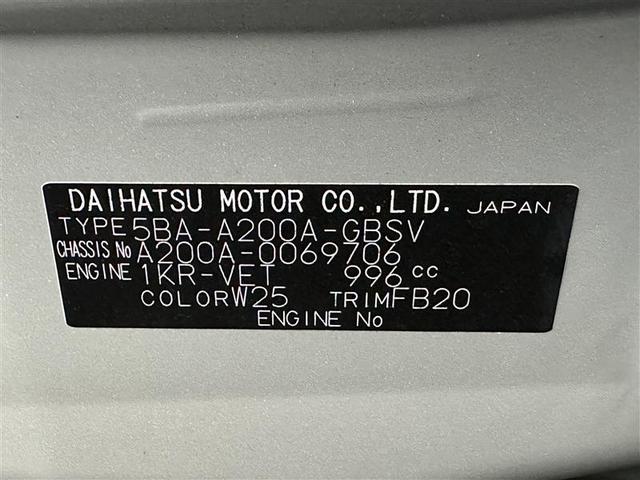 DAIHATSU MOTOR CO.,LTD. JAPAN
TYPE 5BA-A200A-GBSV
CHASSIS No A200A-0069706
ENGINE 1KR-VET 996 cc
COLOR W25 TRIM FB20
ENGINE No